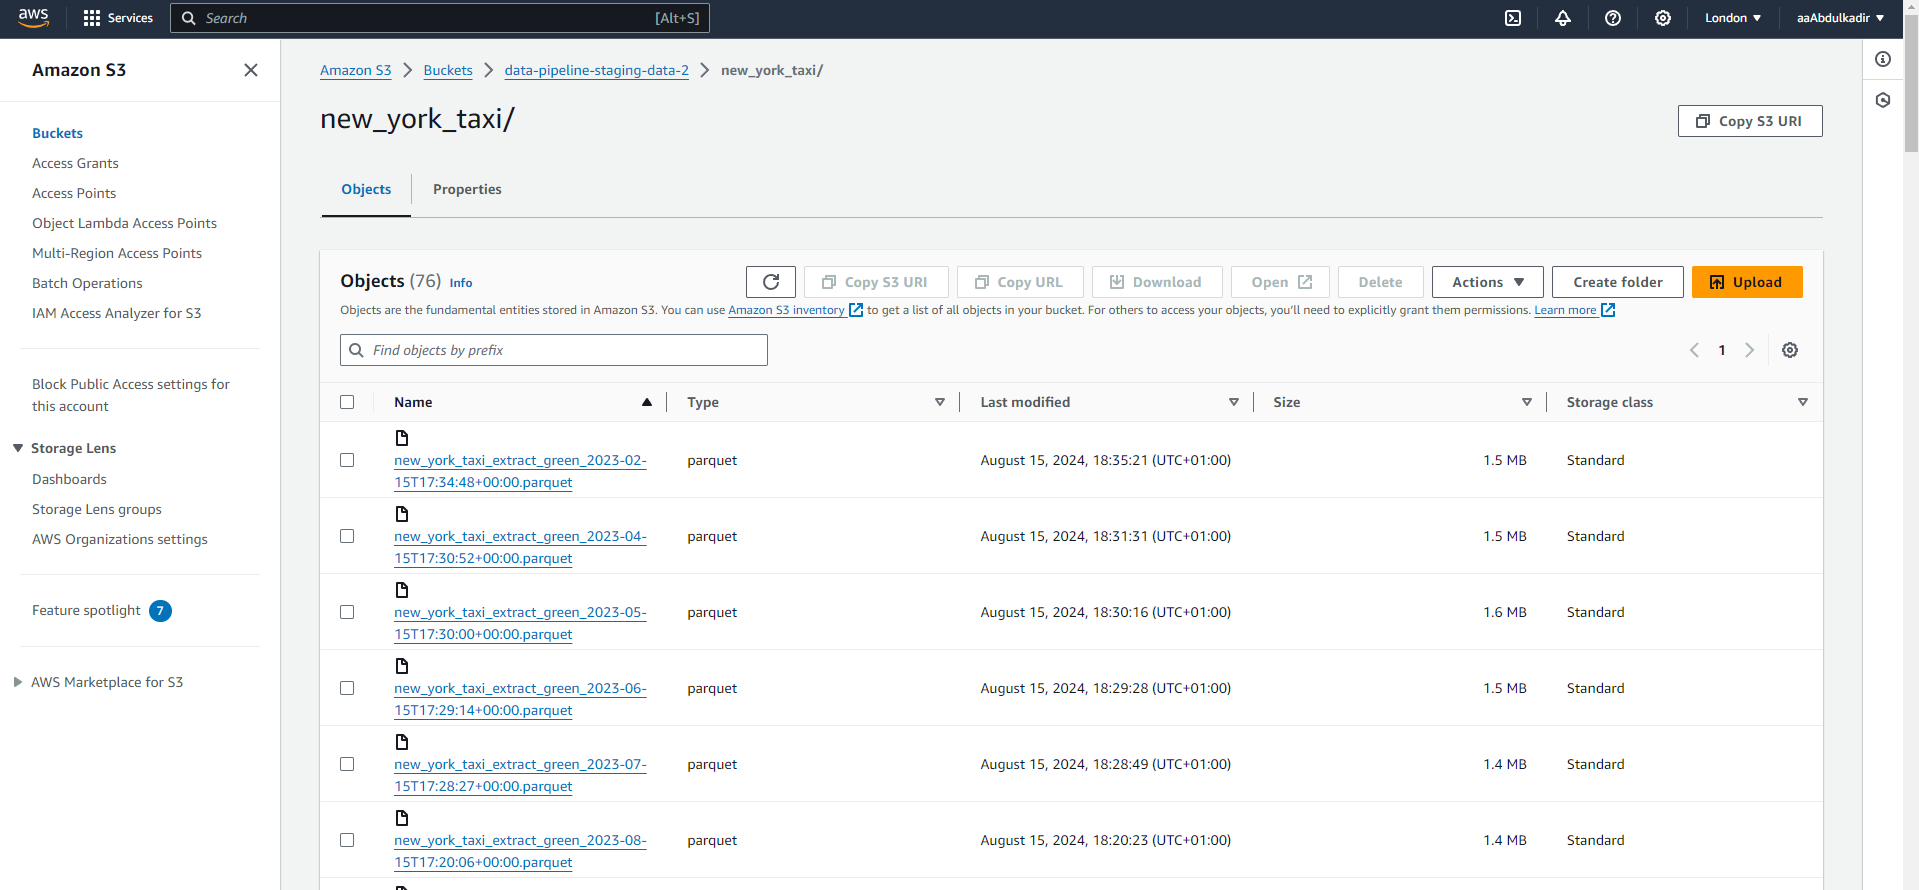 aws
Services
Search
[Alt+S]
London
aaAbdulkadir
Amazon S3
Buckets
Access Grants
Access Points
Object Lambda Access Points
Multi-Region Access Points
Batch Operations
IAM Access Analyzer for S3
Block Public Access settings for
this account
Storage Lens
Dashboards
Storage Lens groups
AWS Organizations settings
Feature spotlight 7
AWS Marketplace for S3
Amazon S3
Buckets
data-pipeline-staging-data-2
new_york_taxi/
new_york_taxi/
Copy S3 URI
Objects
Properties
Objects (76) Info
Copy S3 URI
Copy URL
Download
Open
Delete
Actions
Create folder
Upload
Objects are the fundamental entities stored in Amazon S3. You can use Amazon S3 inventory to get a list of all objects in your bucket. For others to access your objects, you'll need to explicitly grant them permissions. Learn more
Find objects by prefix
1
Name
Type
Last modified
Size
Storage class
new_york_taxi_extract_green_2023-02-
15T17:34:48+00:00.parquet
parquet
August 15, 2024, 18:35:21 (UTC+01:00)
1.5 MB
Standard
new_york_taxi_extract_green_2023-04-
15T17:30:52+00:00.parquet
parquet
August 15, 2024, 18:31:31 (UTC+01:00)
1.5 MB
Standard
new_york_taxi_extract_green_2023-05-
15T17:30:00+00:00.parquet
parquet
August 15, 2024, 18:30:16 (UTC+01:00)
1.6 MB
Standard
new_york_taxi_extract_green_2023-06-
15T17:29:14+00:00.parquet
parquet
August 15, 2024, 18:29:28 (UTC+01:00)
1.5 MB
Standard
new_york_taxi_extract_green_2023-07-
15T17:28:27+00:00.parquet
parquet
August 15, 2024, 18:28:49 (UTC+01:00)
1.4 MB
Standard
new_york_taxi_extract_green_2023-08-
15T17:20:06+00:00.parquet
parquet
August 15, 2024, 18:20:23 (UTC+01:00)
1.4 MB
Standard